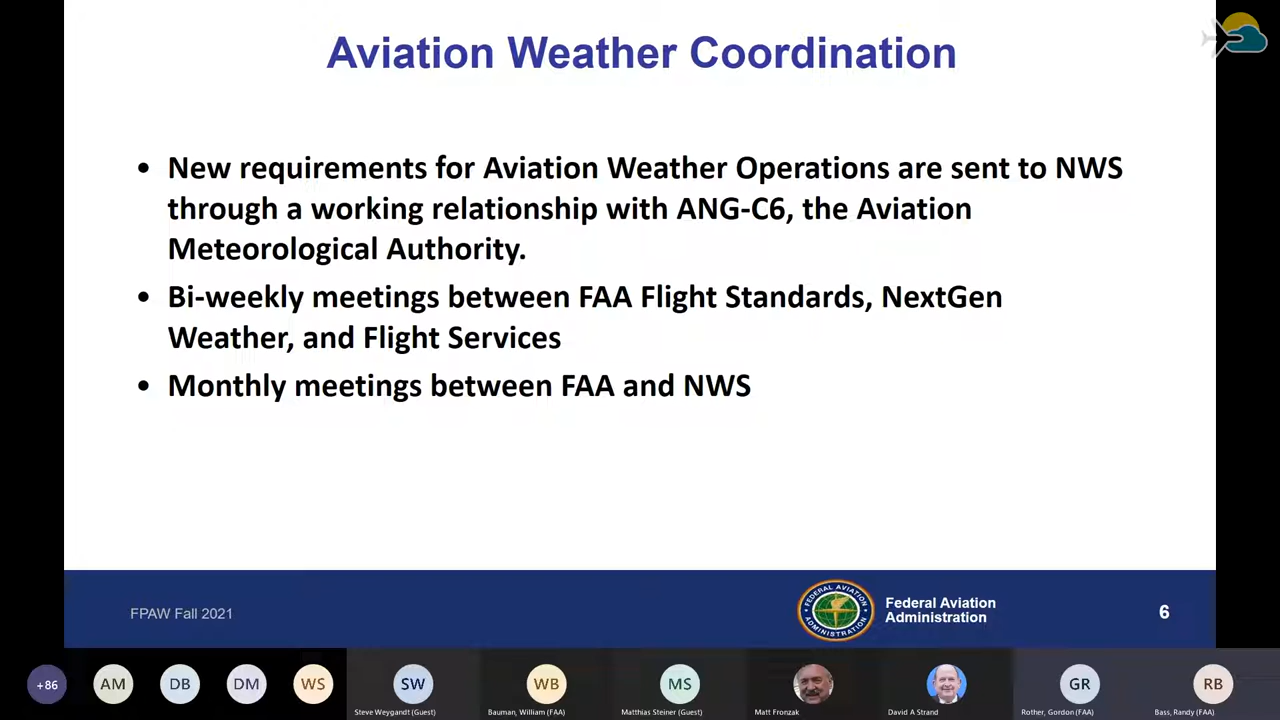 Aviation Weather Coordination
• New requirements for Aviation Weather Operations are sent to NWS
through a working relationship with ANG-C6, the Aviation
Meteorological Authority.
• Bi-weekly meetings between FAA Flight Standards, NextGen
Weather, and Flight Services
• Monthly meetings between FAA and NWS
FPAW Fall 2021
FEDERAL AVIATION
ADMINISTRATION
Federal Aviation
Administration
6
+86
AM
DB
DM
WS
SW
WB
MS
GR
RB
Steve Weygandt (Guest)
Bauman, William (FAA)
Matthias Steiner (Guest)
Matt Fronzak
David A Strand
Rother, Gordon (FAA)
Bass, Randy (FAA)